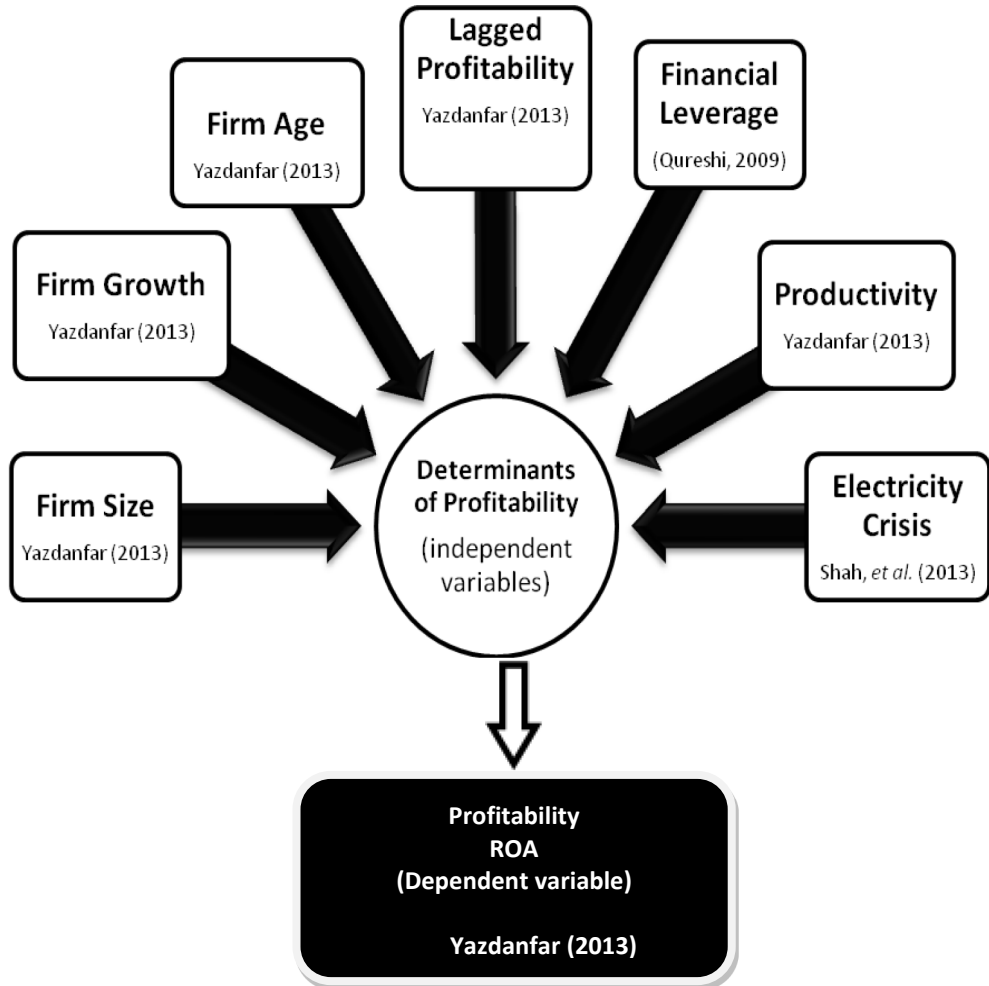 Lagged
Profitability
Yazdanfar (2013)
Financial
Leverage
(Qureshi, 2009)
Firm Age
Yazdanfar (2013)
Firm Growth
Yazdanfar (2013)
Productivity
Yazdanfar (2013)
Firm Size
Yazdanfar (2013)
Determinants
of Profitability
(independent
variables)
Electricity
Crisis
Shah, et al. (2013)
Profitability
ROA
(Dependent variable)
Yazdanfar (2013)